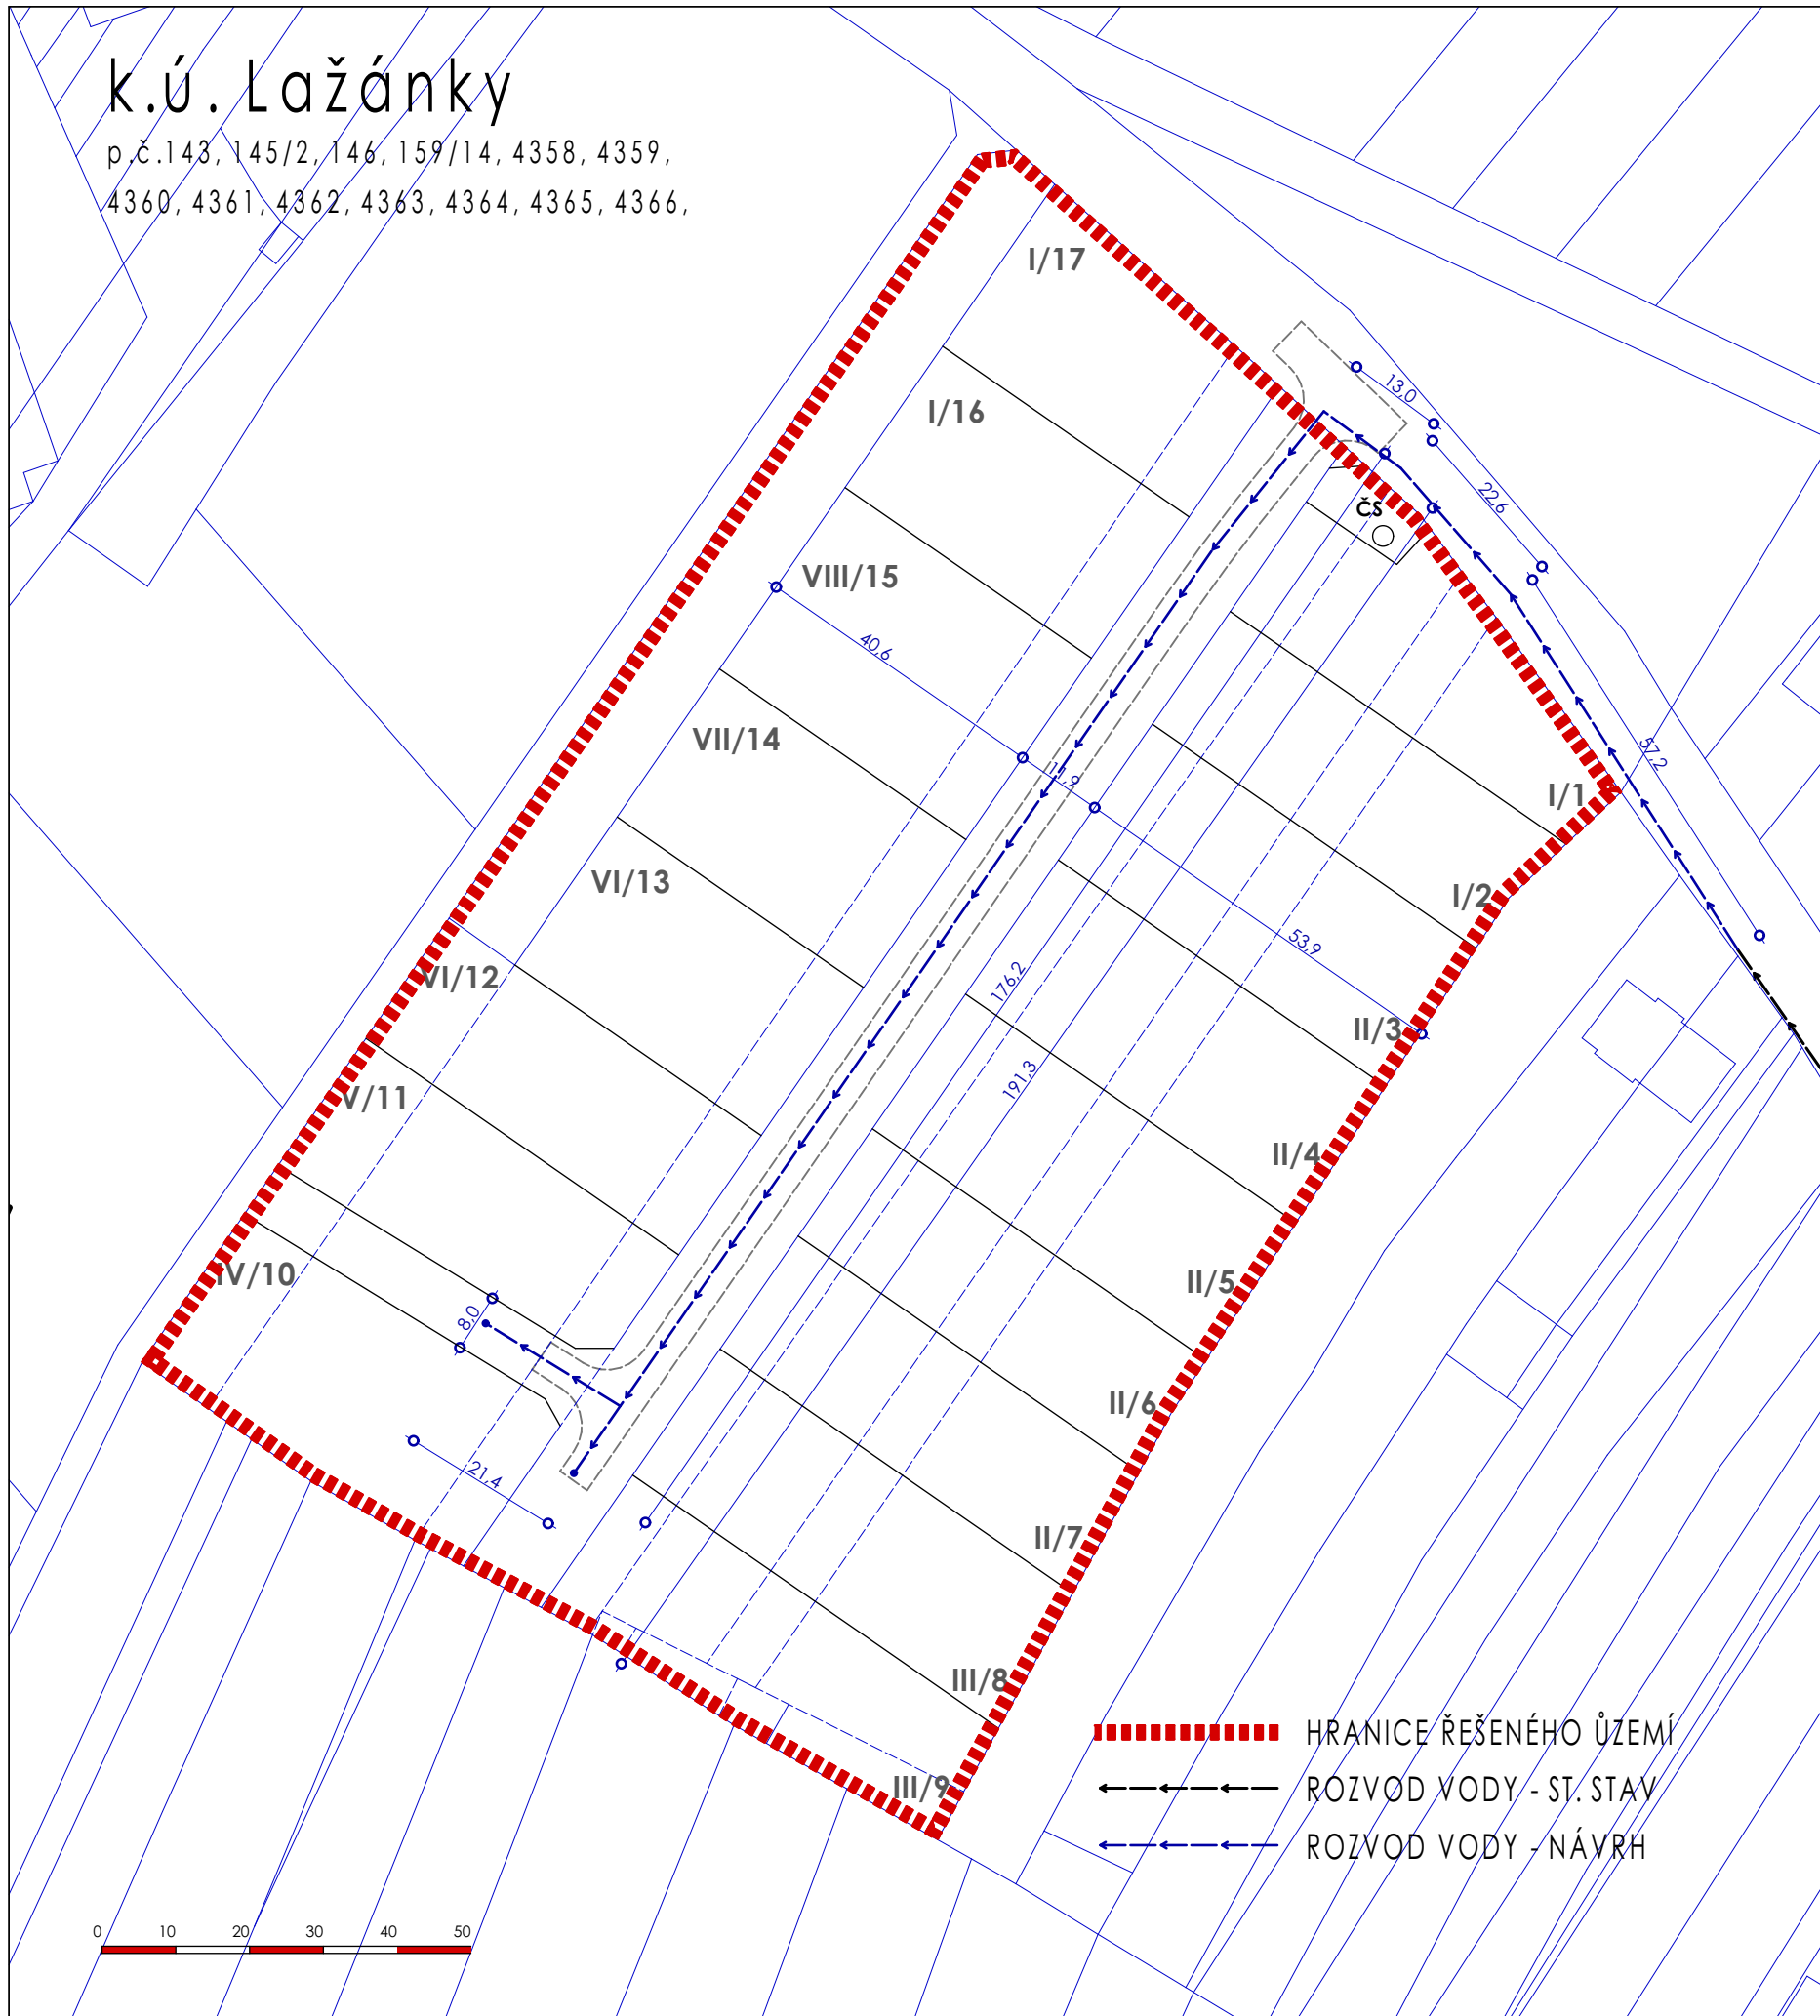 k.ú. Lažánky
p.č.143, 145/2, 146, 159/14, 4358, 4359,
4360, 4361, 4362, 4363, 4364, 4365, 4366,
I/17
13,0
I/16
22,6
ČS
VIII/15
40,6
VII/14
57,2
11,9
I/1
VI/13
I/2
53,9
VI/12
176,2
II/3
V/11
191,3
II/4
IV/10
II/5
8,0
II/6
21,4
II/7
III/8
III/9
HRANICE ŘEŠENÉHO ŮZEMÍ
ROZVOD VODY - ST. STAV
ROZVOD VODY - NÁVRH
0 10 20 30 40 50